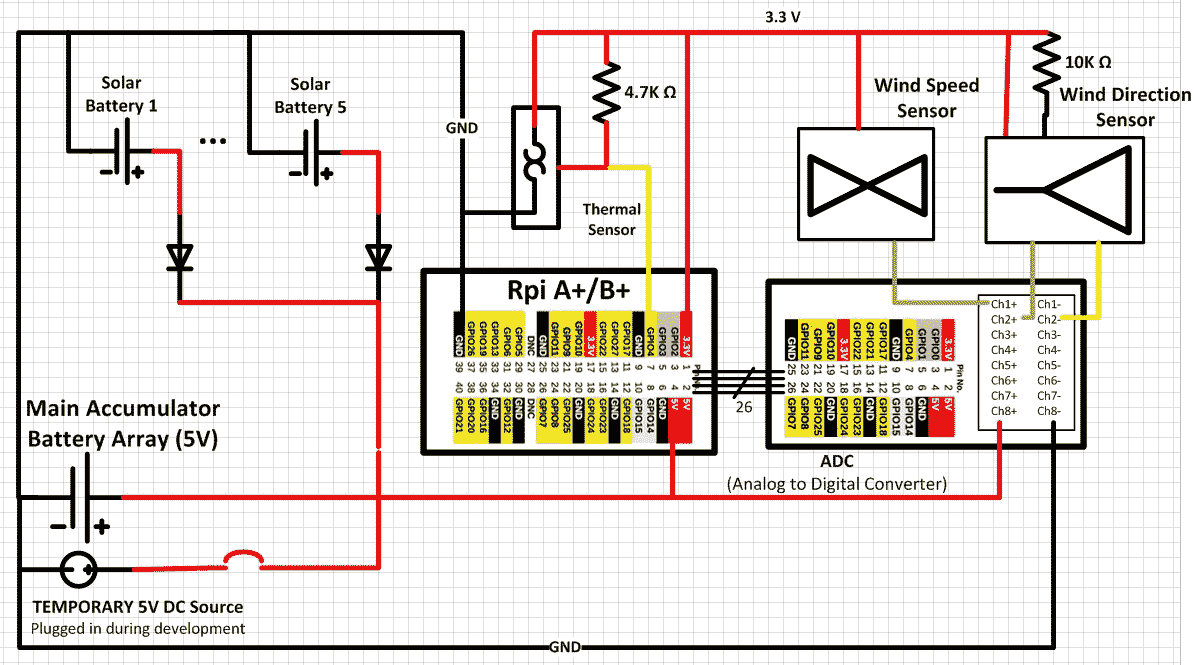 3.3 V
Solar
Battery 1
...
Solar
Battery 5
GND
4.7K Ω
Thermal
Sensor
Wind Speed
Sensor
10K Ω
Wind Direction
Sensor
Rpi A+/B+
GND GPIO26 GPIO19 GPIO13 GPIO6 GPIO5 DNC GND GPIO11 GPIO09 GPIO10 3.3V GPIO22 GPIO27 GPIO17 GND GPIO4 GPIO3 GPIO2 3.3V
39 37 35 33 31 29 27 25 23 21 19 17 15 13 11 9 7 5 3 1
Pin No.
40 38 36 34 32 30 28 26 24 22 20 18 16 14 12 10 8 6 4 2
GPIO21 GPIO20 GPIO16 GND GPIO12 GND DNC GPIO7 GPIO8 GPIO25 GND GPIO24 GPIO23 GND GPIO18 GPIO15 GPIO14 GND 5V 5V
26
GND GPIO11 GPIO09 GPIO10 3.3V GPIO22 GPIO21 GPIO17 GND GPIO4 GPIO1 GPIO0 3.3V
25 23 21 19 17 15 13 11 9 7 5 3 1
Pin No.
26 24 22 20 18 16 14 12 10 8 6 4 2
GPIO7 GPIO8 GPIO25 GND GPIO24 GPIO23 GND GPIO18 GPIO15 GPIO14 GND 5V 5V
Ch1+ Ch1-
Ch2+ Ch2-
Ch3+ Ch3-
Ch4+ Ch4-
Ch5+ Ch5-
Ch6+ Ch6-
Ch7+ Ch7-
Ch8+ Ch8-
ADC
(Analog to Digital Converter)
Main Accumulator
Battery Array (5V)
TEMPORARY 5V DC Source
Plugged in during development
GND